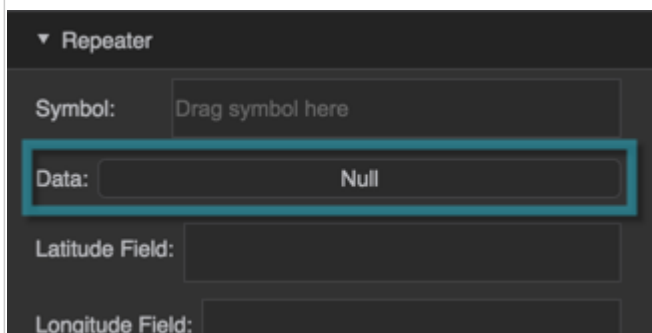 Repeater
Symbol: Drag symbol here
Data: Null
Latitude Field:
Longitude Field: